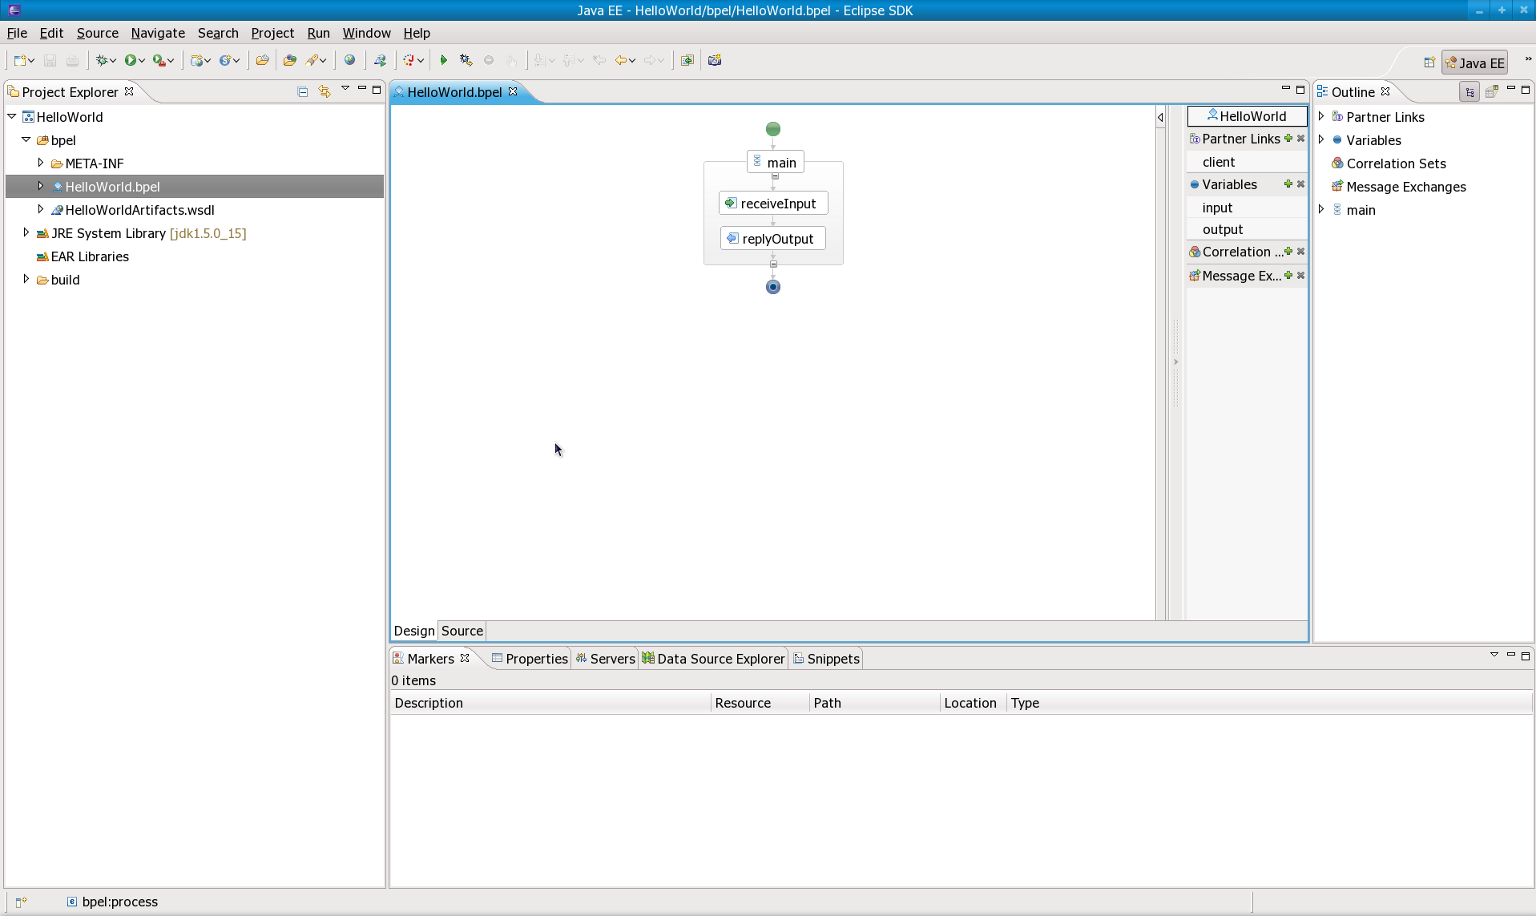 Java EE - HelloWorld/bpel/HelloWorld.bpel - Eclipse SDK
File Edit Source Navigate Search Project Run Window Help
Java EE
Project Explorer
HelloWorld
bpel
META-INF
HelloWorld.bpel
HelloWorldArtifacts.wsdl
JRE System Library [jdk1.5.0_15]
EAR Libraries
build
HelloWorld.bpel
main
receiveInput
replyOutput
HelloWorld
Partner Links
client
Variables
input
output
Correlation ...
Message Ex...
Design Source
Outline
Partner Links
Variables
Correlation Sets
Message Exchanges
main
Markers Properties Servers Data Source Explorer Snippets
0 items
Description Resource Path Location Type
bpel:process